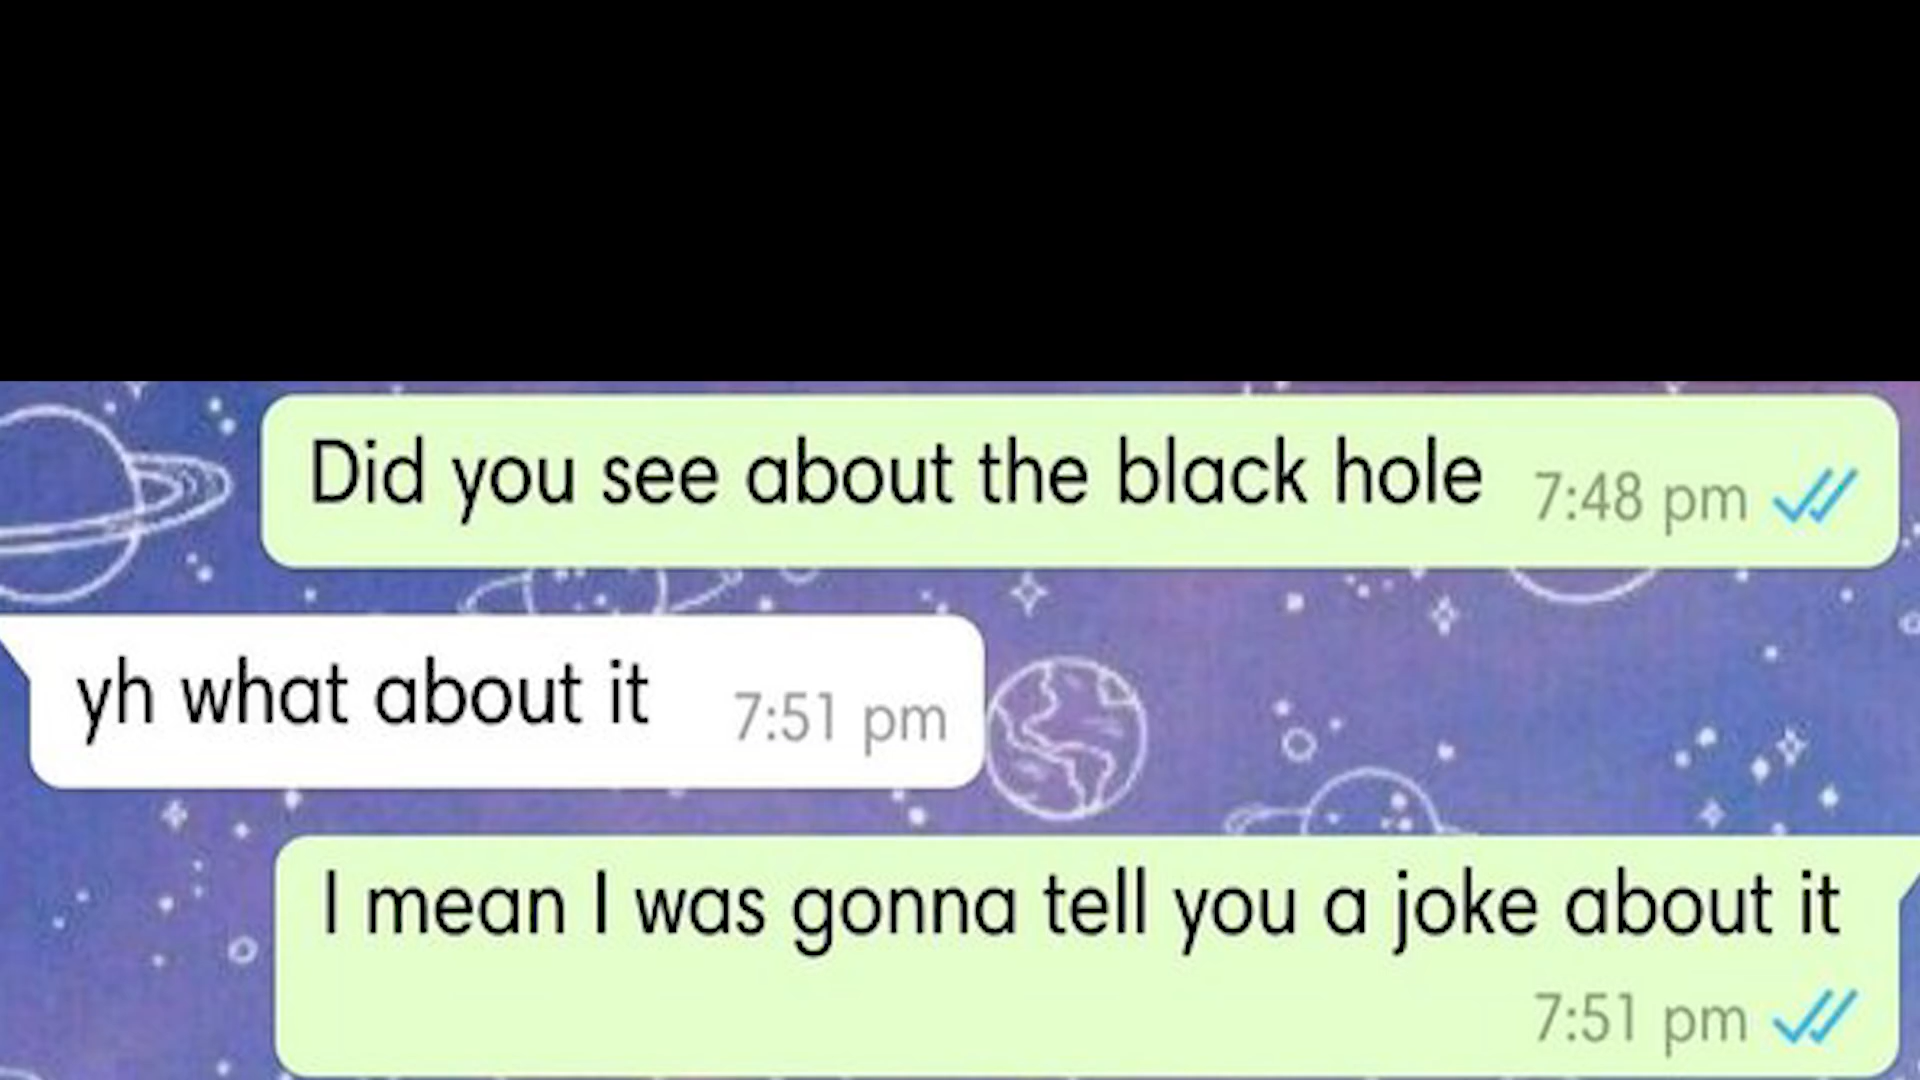 Did you see about the black hole 7:48 pm
yh what about it 7:51 pm
I mean I was gonna tell you a joke about it
7:51 pm